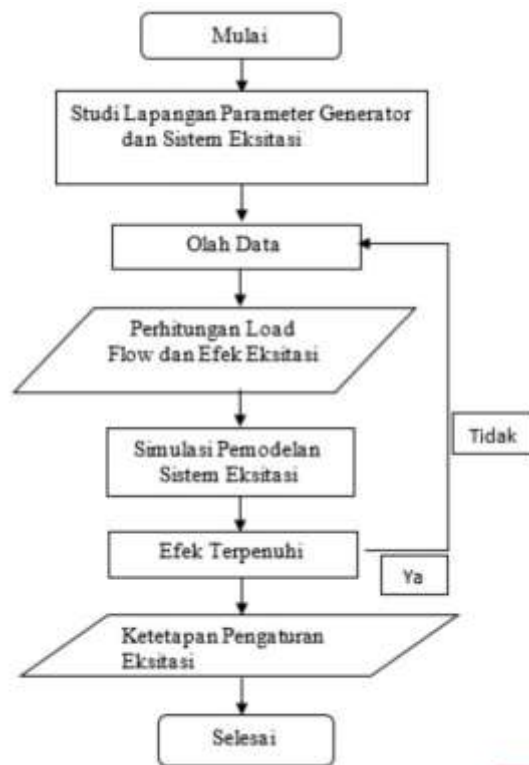 Mulai
Studi Lapangan Parameter Generator
dan Sistem Eksitasi
Olah Data
Perhitungan Load
Flow dan Efek Eksitasi
Tidak
Simulasi Pemodelan
Sistem Eksitasi
Efek Terpenuhi
Ya
Ketetapan Pengaturan
Eksitasi
Selesai